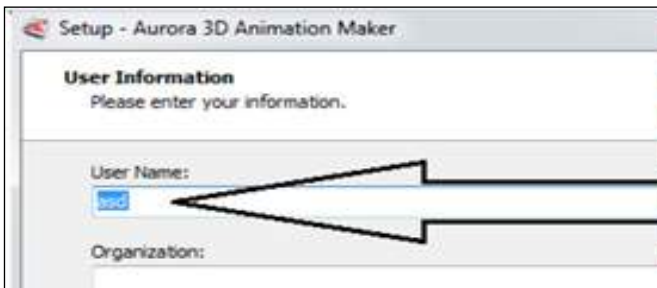 Setup - Aurora 3D Animation Maker
User Information
Please enter your information.
User Name:
asd
Organization: